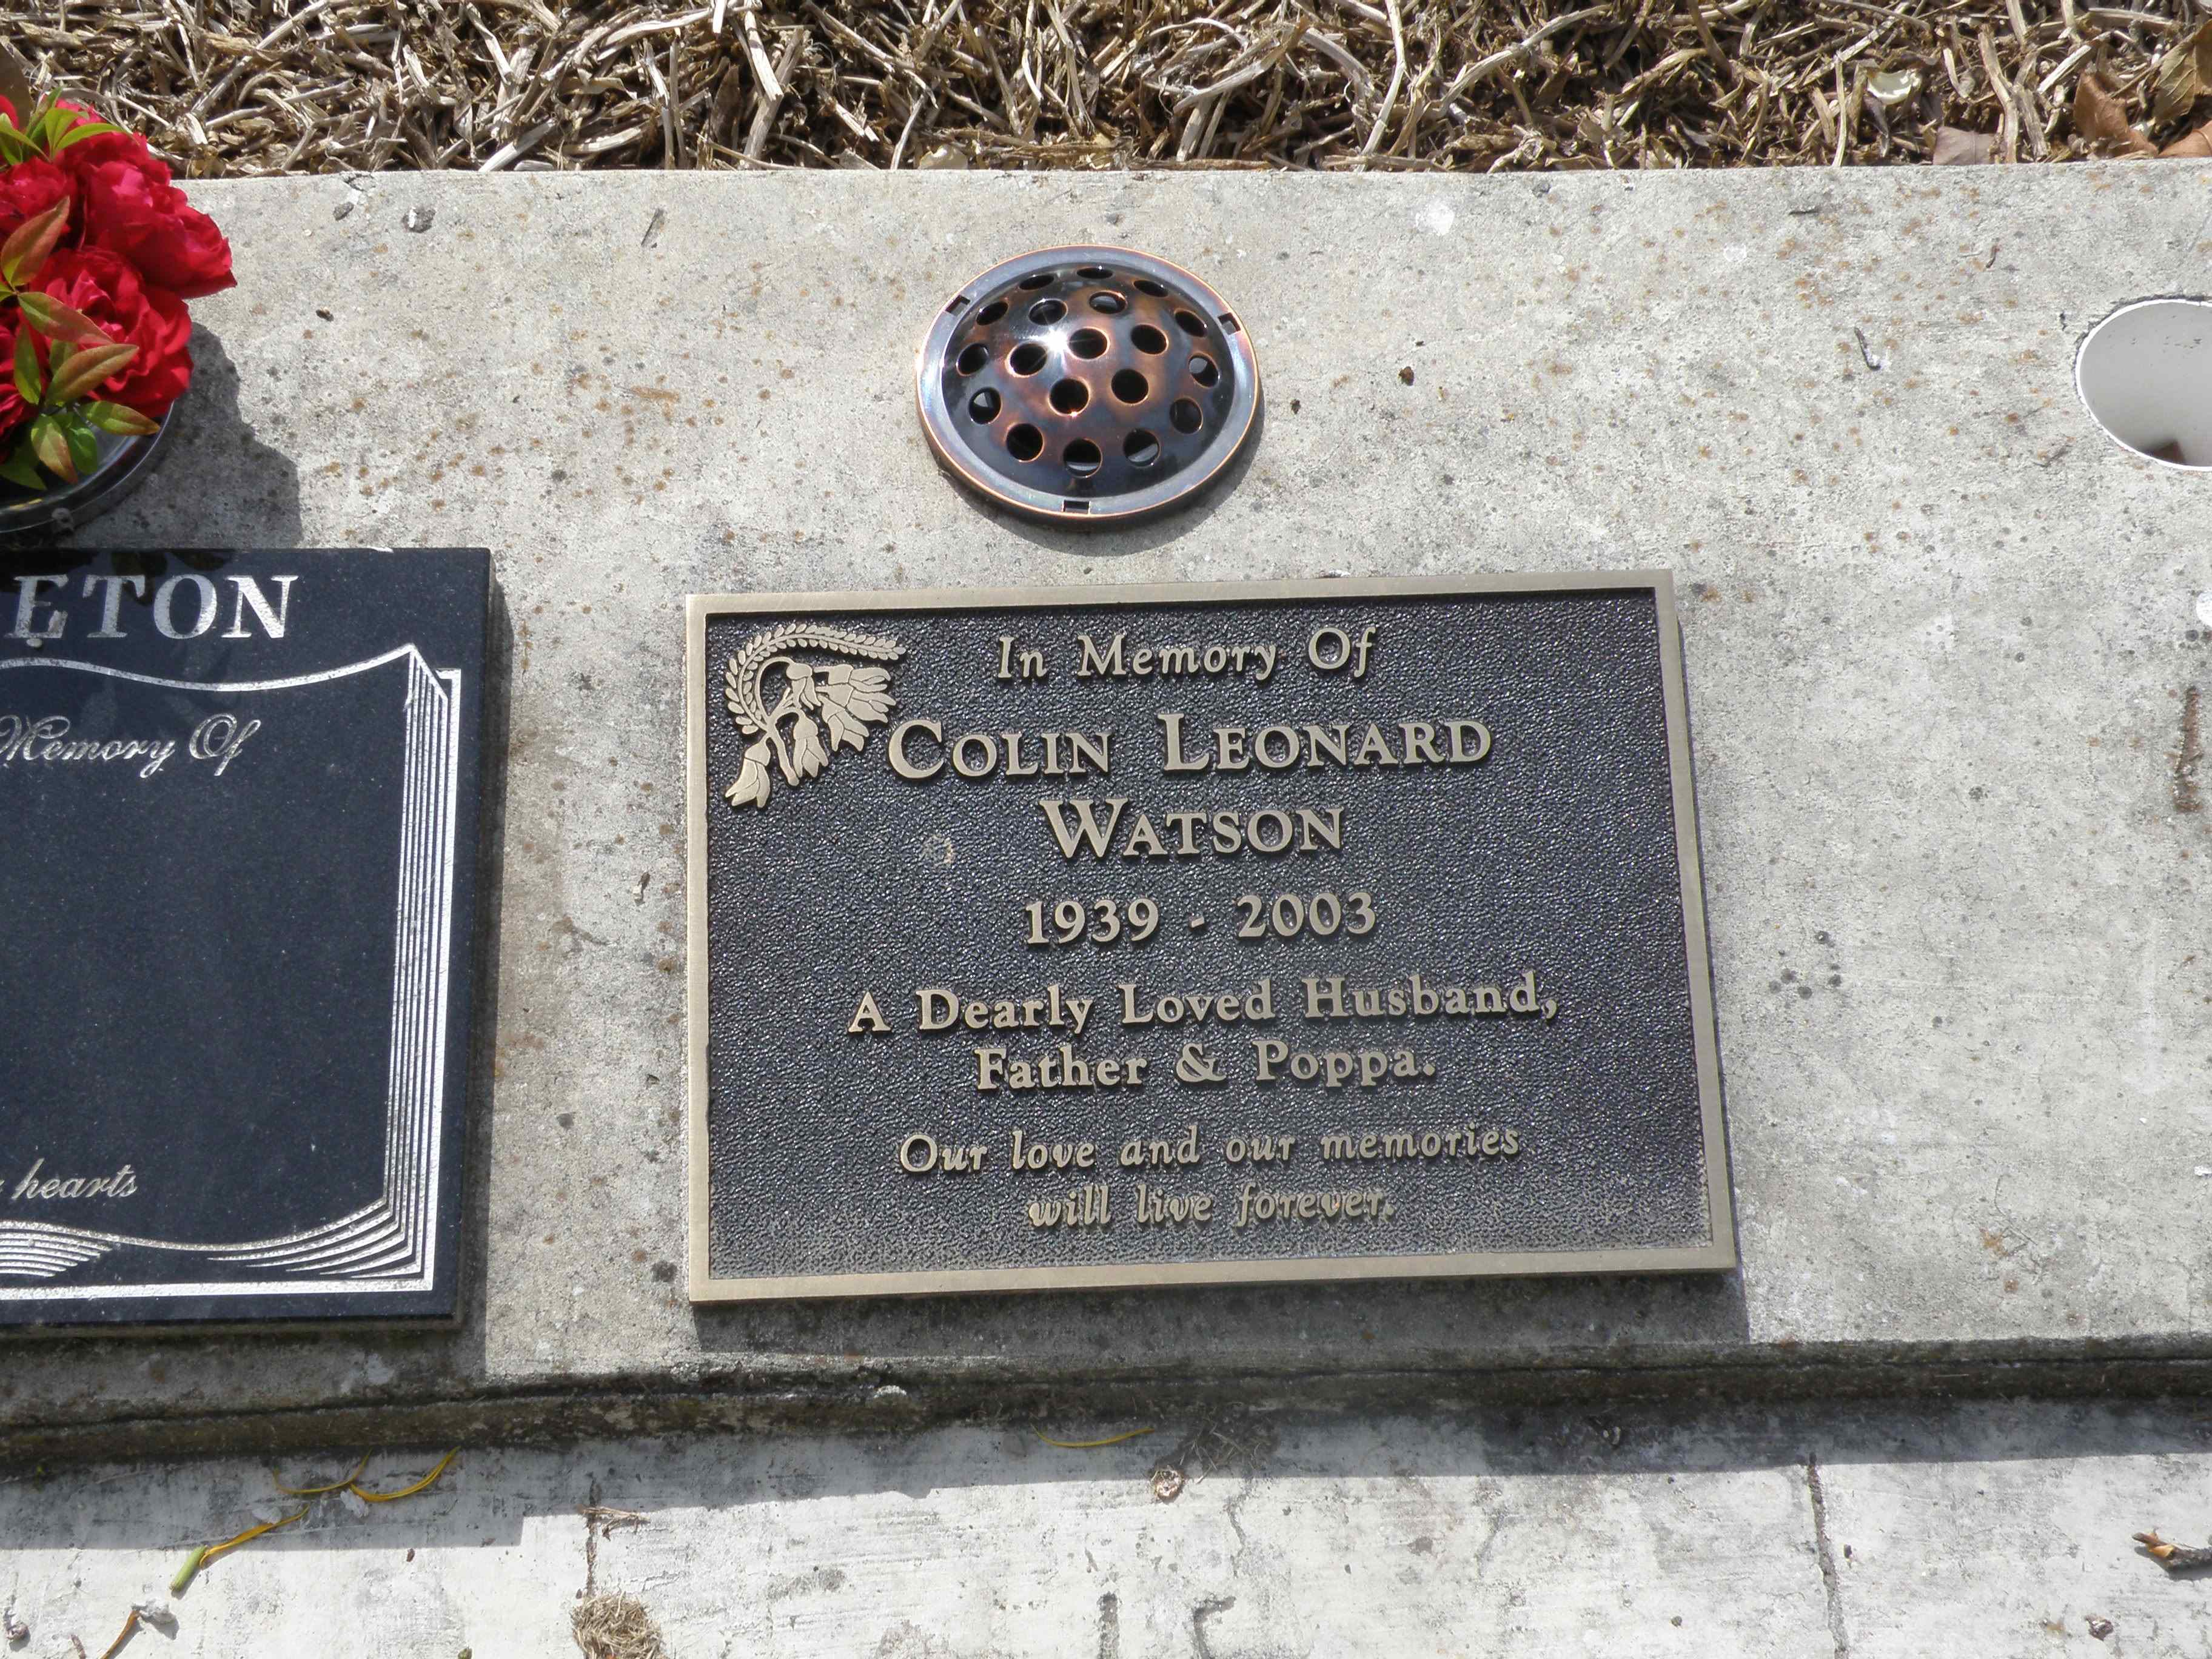 ETON
Memory Of
hearts
In Memory Of
COLIN LEONARD
WATSON
1939 - 2003
A Dearly Loved Husband,
Father & Poppa.
Our love and our memories
will live forever.